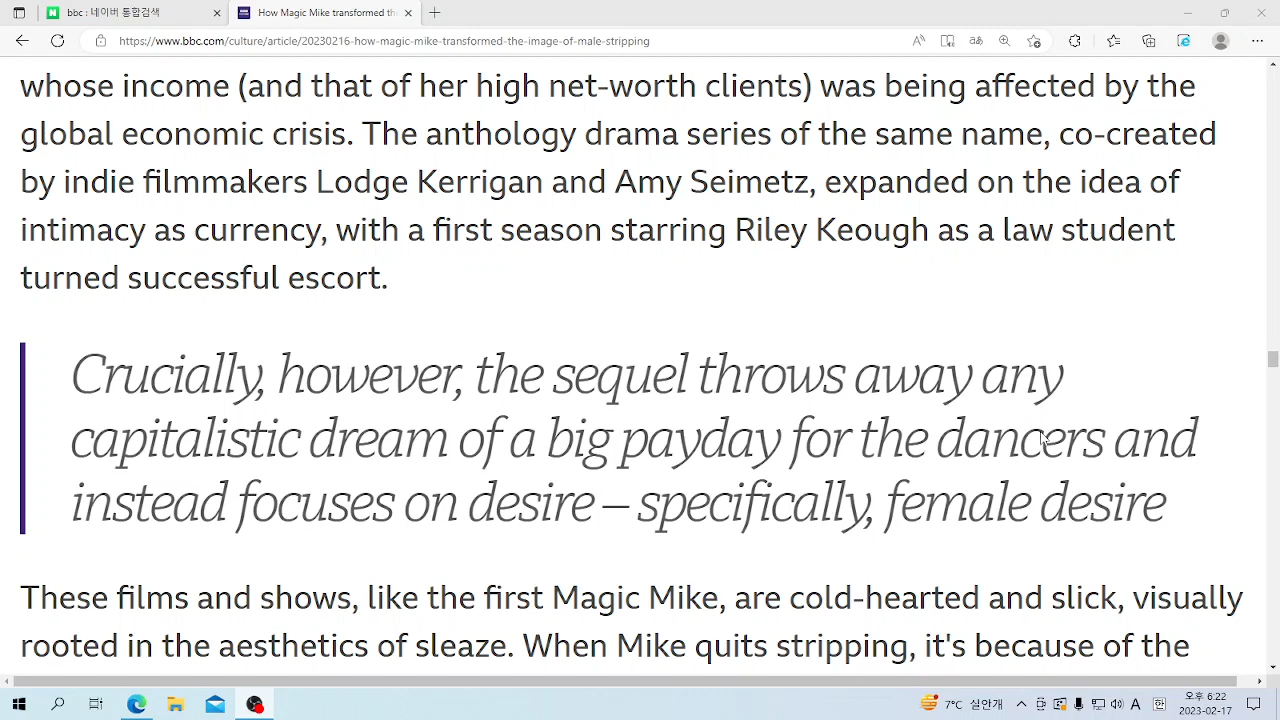 bbc : 네이버 통합검색
How Magic Mike transformed th
https://www.bbc.com/culture/article/20230216-how-magic-mike-transformed-the-image-of-male-stripping
whose income (and that of her high net-worth clients) was being affected by the
global economic crisis. The anthology drama series of the same name, co-created
by indie filmmakers Lodge Kerrigan and Amy Seimetz, expanded on the idea of
intimacy as currency, with a first season starring Riley Keough as a law student
turned successful escort.
Crucially, however, the sequel throws away any
capitalistic dream of a big payday for the dancers and
instead focuses on desire – specifically, female desire
These films and shows, like the first Magic Mike, are cold-hearted and slick, visually
rooted in the aesthetics of sleaze. When Mike quits stripping, it's because of the
7°C 실안개
A
오후 6:22
2023-02-17